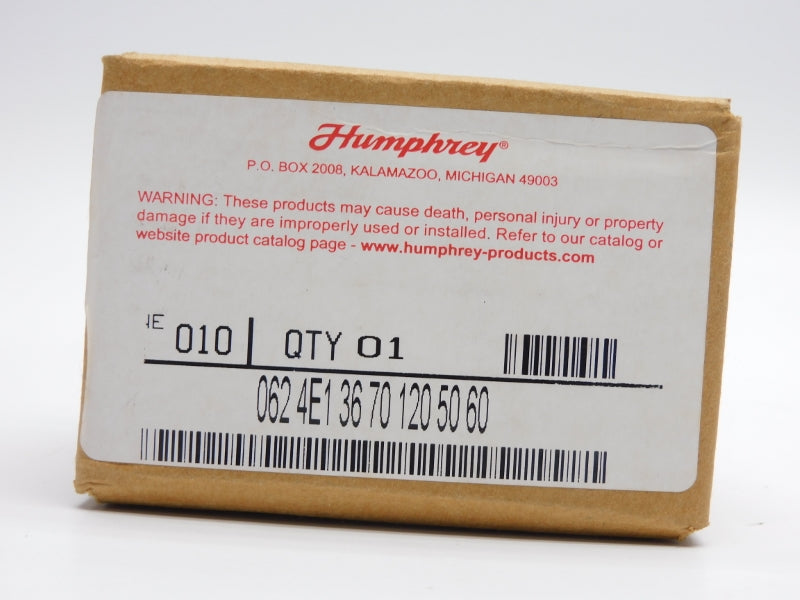 Humphrey®
P.O. BOX 2008, KALAMAZOO, MICHIGAN 49003
WARNING: These products may cause death, personal injury or property
damage if they are improperly used or installed. Refer to our catalog or
website product catalog page - www.humphrey-products.com
010 QTY 01
062 4E1 36 70 120 50 60